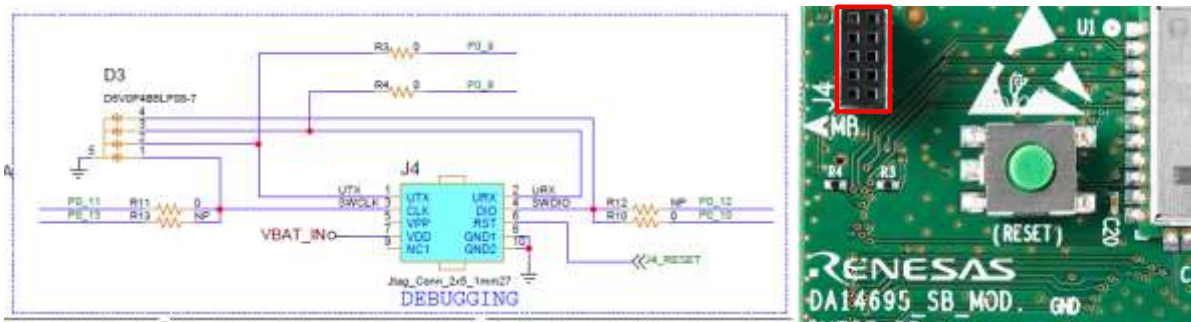 R3 0
R4 0
D3
4
3
2
1
5
J4
UTX 1 UTX URX 2 URX
SWCLK 3 CLK DIO 4 SWDIO
5 VPP RST 6
7 VDD GND1 8
9 NC1 GND2 10
P0_11 R11 0
P0_13 R13 NP
R12 NP P0_12
R10 0 P0_10
VBAT_IN
J4_RESET
Jtag_Conn_2x5_1mm27
DEBUGGING
J4
MB
U1
R4
R3
(RESET)
C20
C
RENESAS
DA14695_SB_MOD.
GND